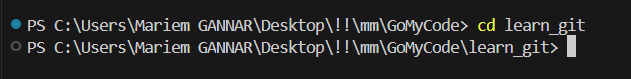 PS C:\Users\Mariem GANNAR\Desktop\!!\mm\GoMyCode> cd learn_git
PS C:\Users\Mariem GANNAR\Desktop\!!\mm\GoMyCode\learn_git>